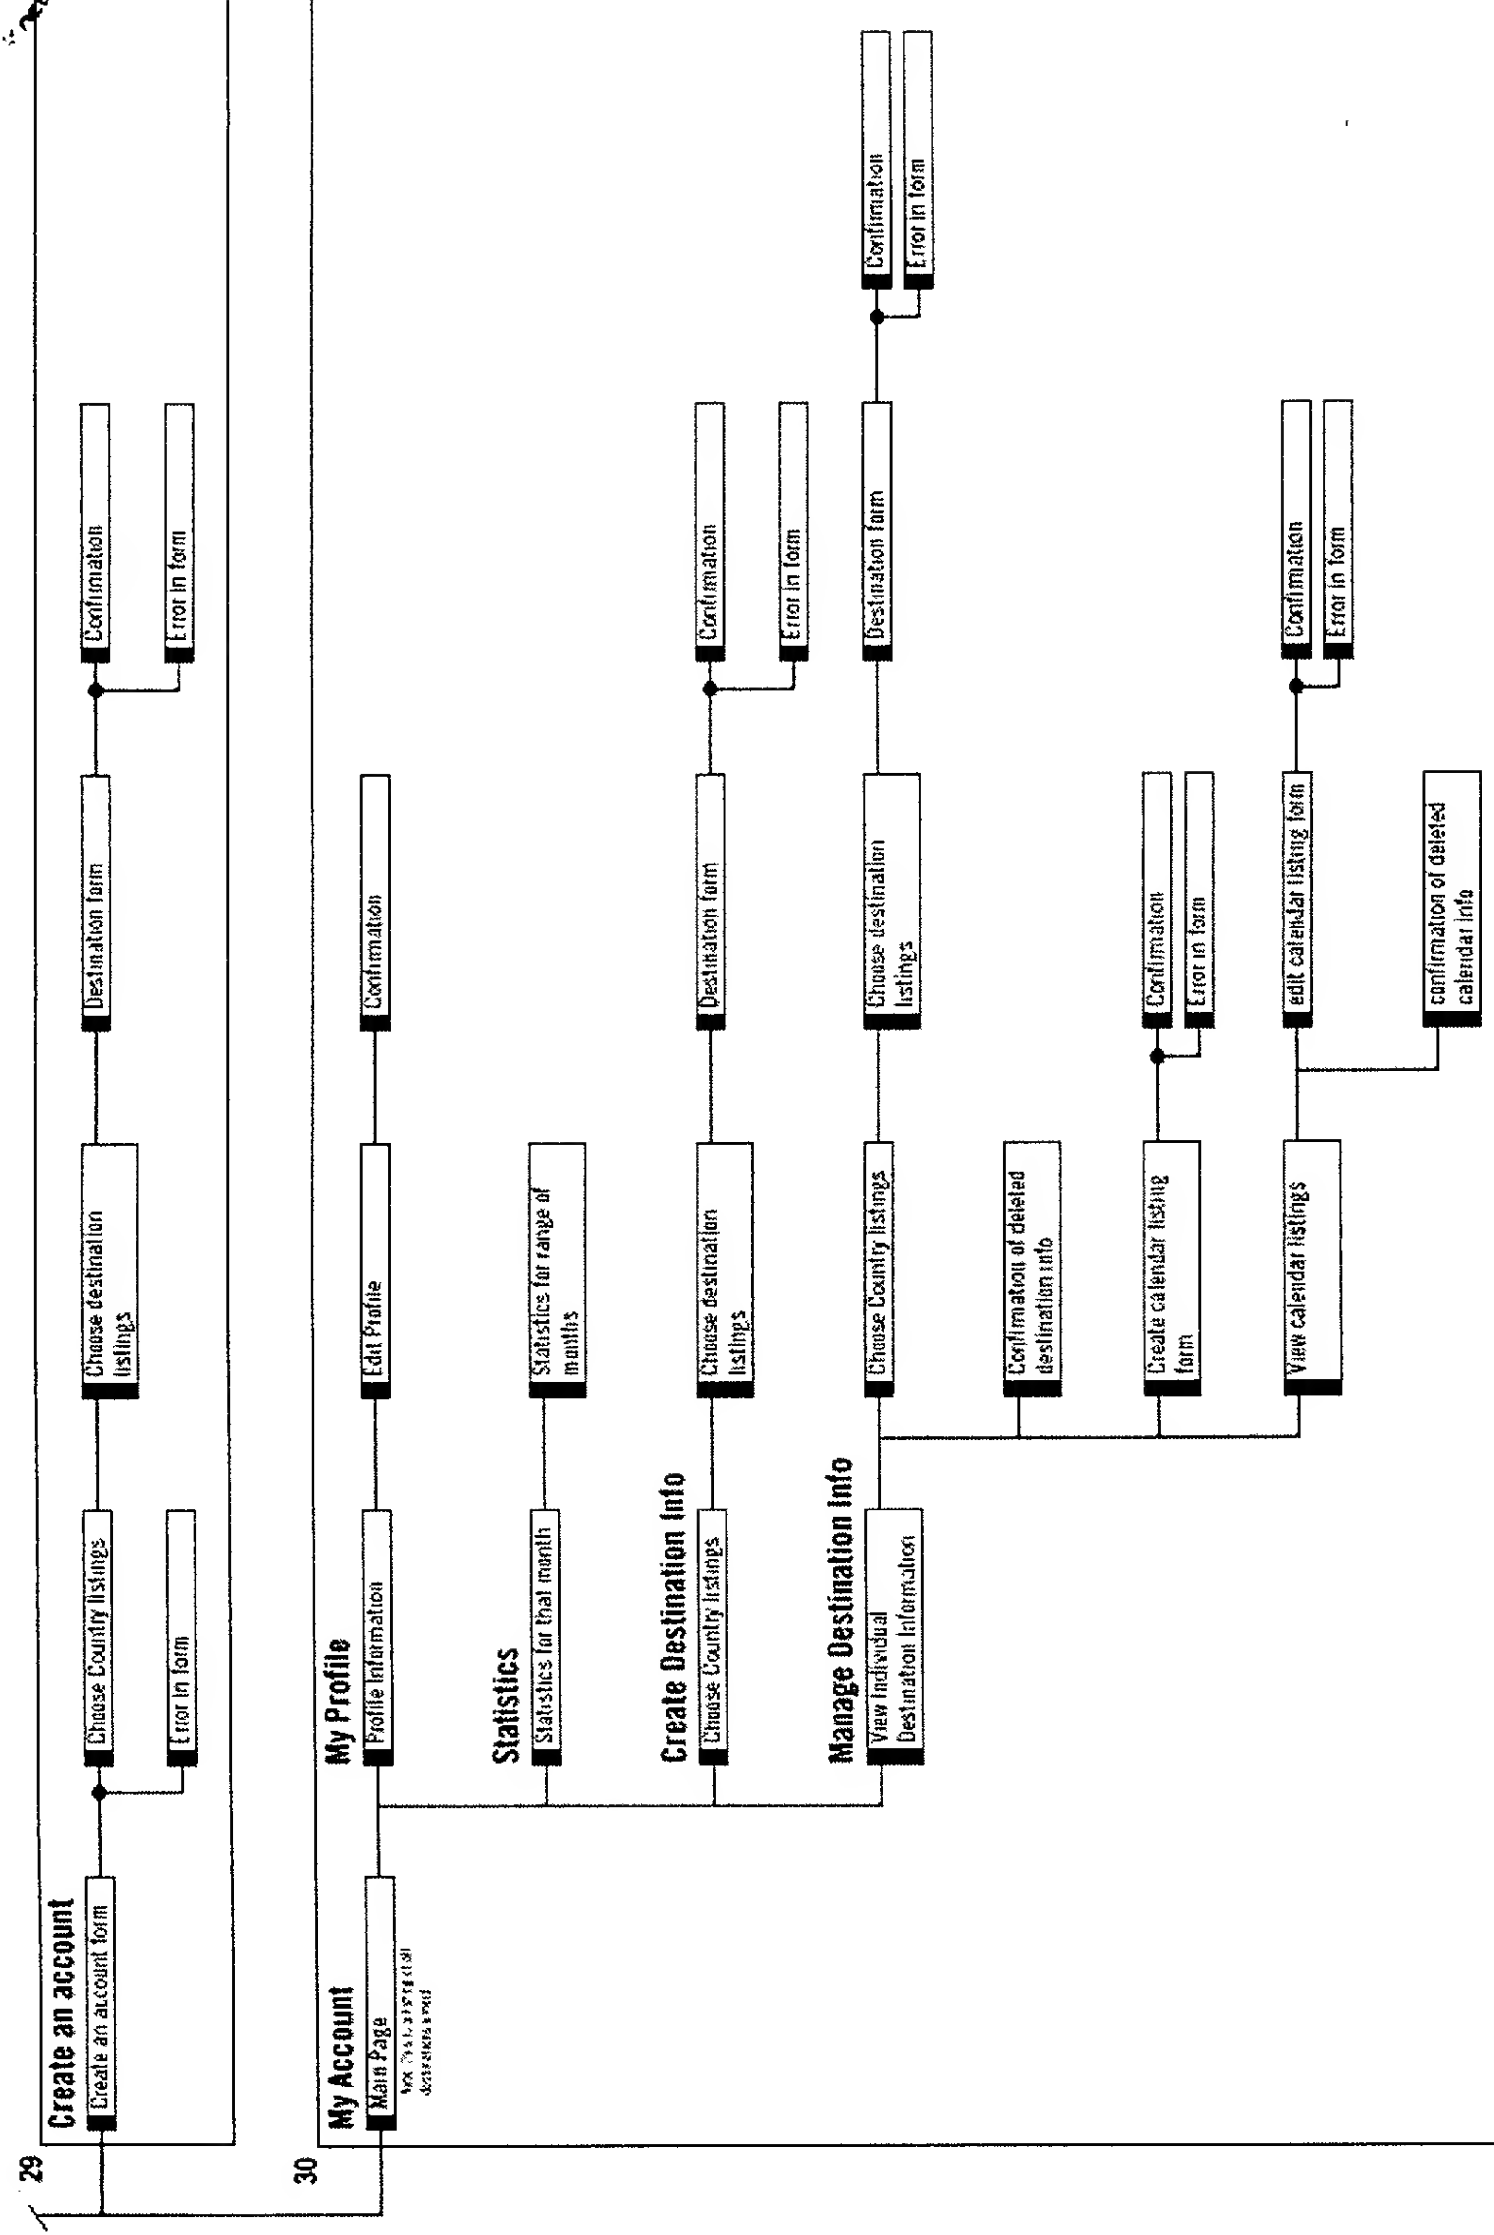 29
Create an account
Create an account form
Choose Country listings
Error in form
Choose destination
listings
Destination form
Confirmation
Error in form
30
My Account
Main Page
My Profile
Profile Information
Edit Profile
Confirmation
Statistics
Statistics for that month
Statistics for range of
months
Create Destination Info
Choose Country listings
Choose destination
listings
Destination form
Confirmation
Error in form
Manage Destination Info
View Individual
Destination Information
Choose Country listings
Choose destination
listings
Destination form
Confirmation
Error in form
Confirmation of deleted
destination info
Create calendar listing
form
Confirmation
Error in form
View calendar listings
edit calendar listing form
Confirmation
Error in form
confirmation of deleted
calendar info